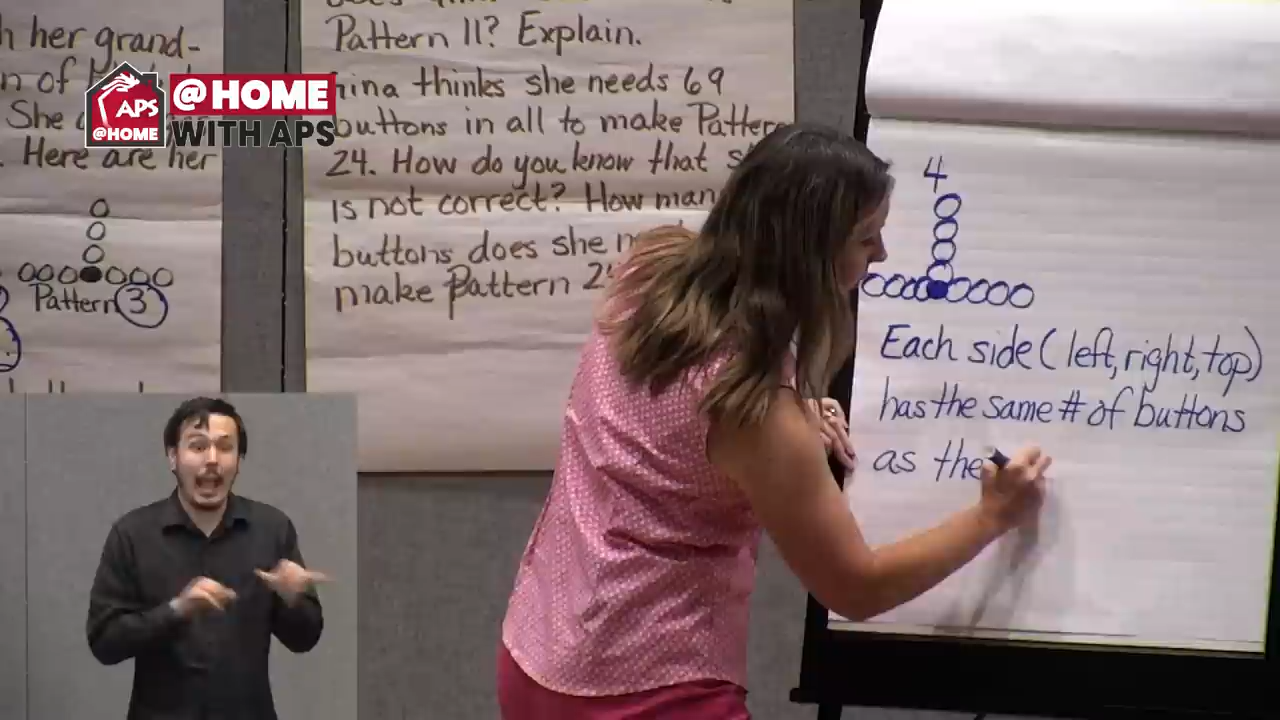 h her grand-
n of
She
Here are her
Pattern 3
APS
@HOME
@HOME
WITH APS
Pattern 11? Explain.
thinks she needs 69
buttons in all to make Pattern
24. How do you know that
is not correct? How man
buttons does she
make Pattern
4
Each side (left, right, top)
has the same # of buttons
as the